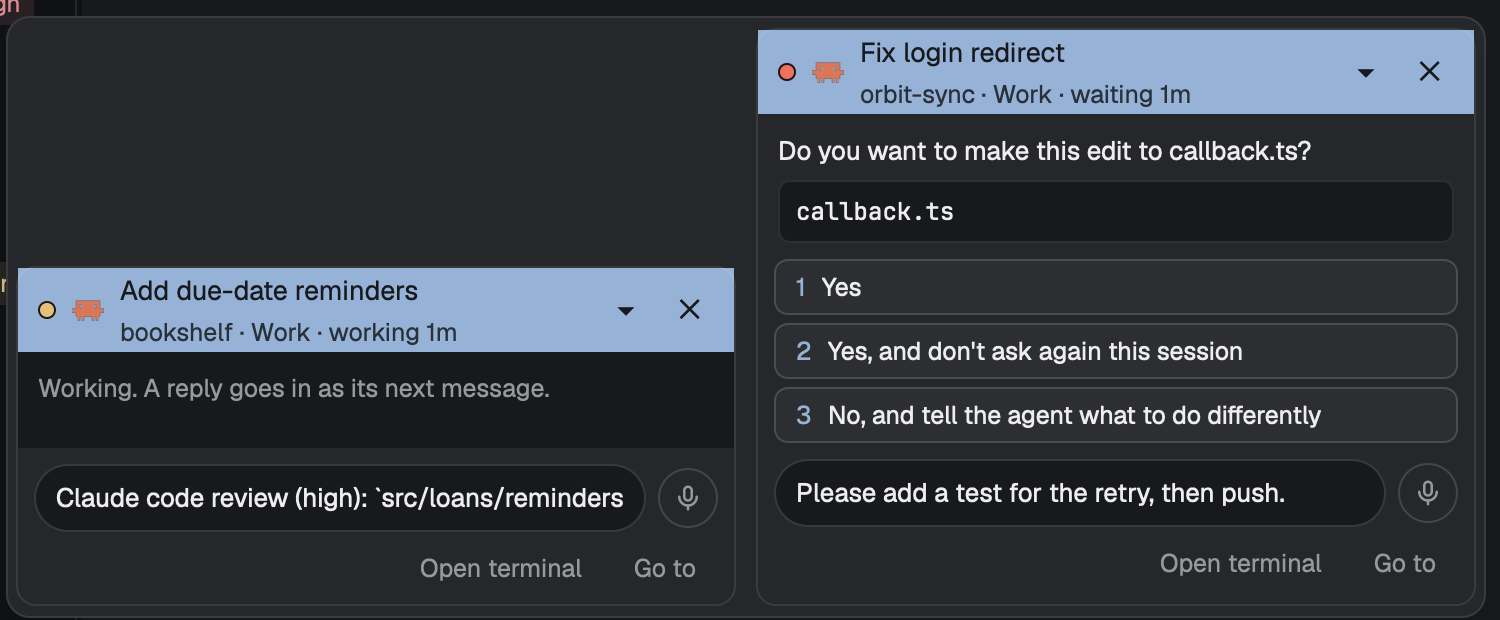 Add due-date reminders
bookshelf · Work · working 1m
Working. A reply goes in as its next message.
Claude code review (high): `src/loans/reminders
Open terminal Go to
Fix login redirect
orbit-sync · Work · waiting 1m
Do you want to make this edit to callback.ts?
callback.ts
1 Yes
2 Yes, and don't ask again this session
3 No, and tell the agent what to do differently
Please add a test for the retry, then push.
Open terminal Go to